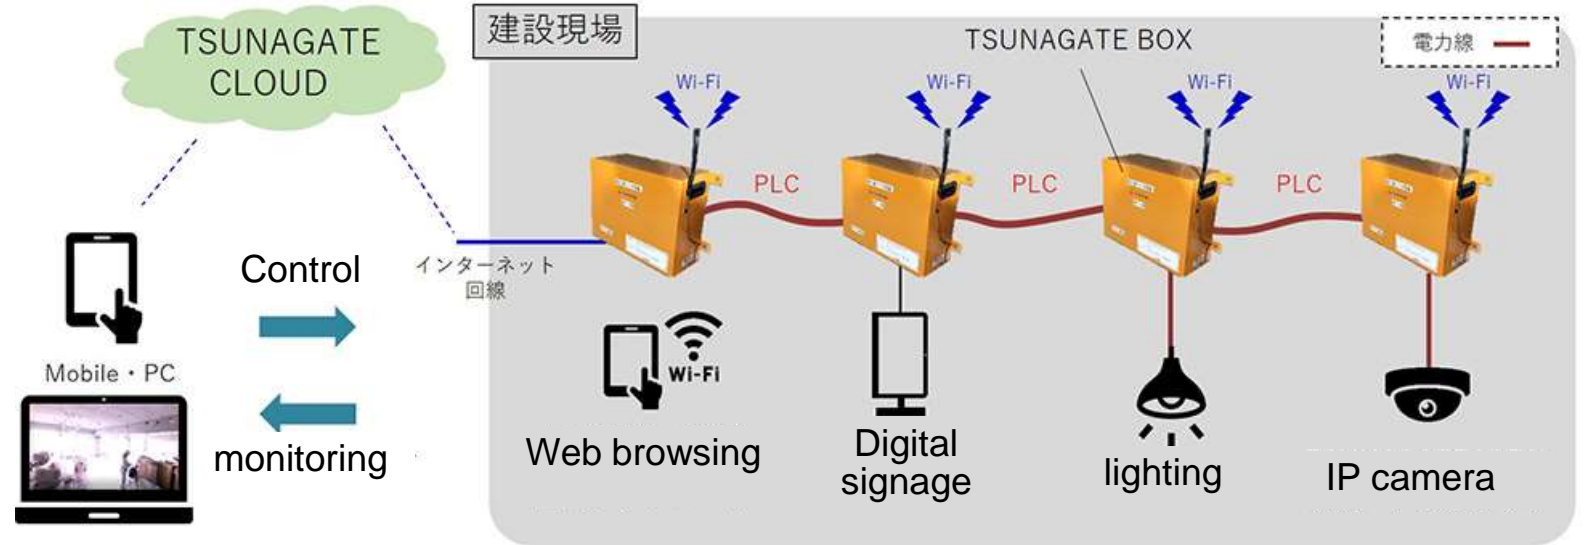 TSUNAGATE
CLOUD
建設現場
TSUNAGATE BOX
電力線
Wi-Fi
Wi-Fi
Wi-Fi
Wi-Fi
PLC
PLC
PLC
インターネット
回線
Control
Mobile・PC
monitoring
Wi-Fi
Web browsing
Digital
signage
lighting
IP camera